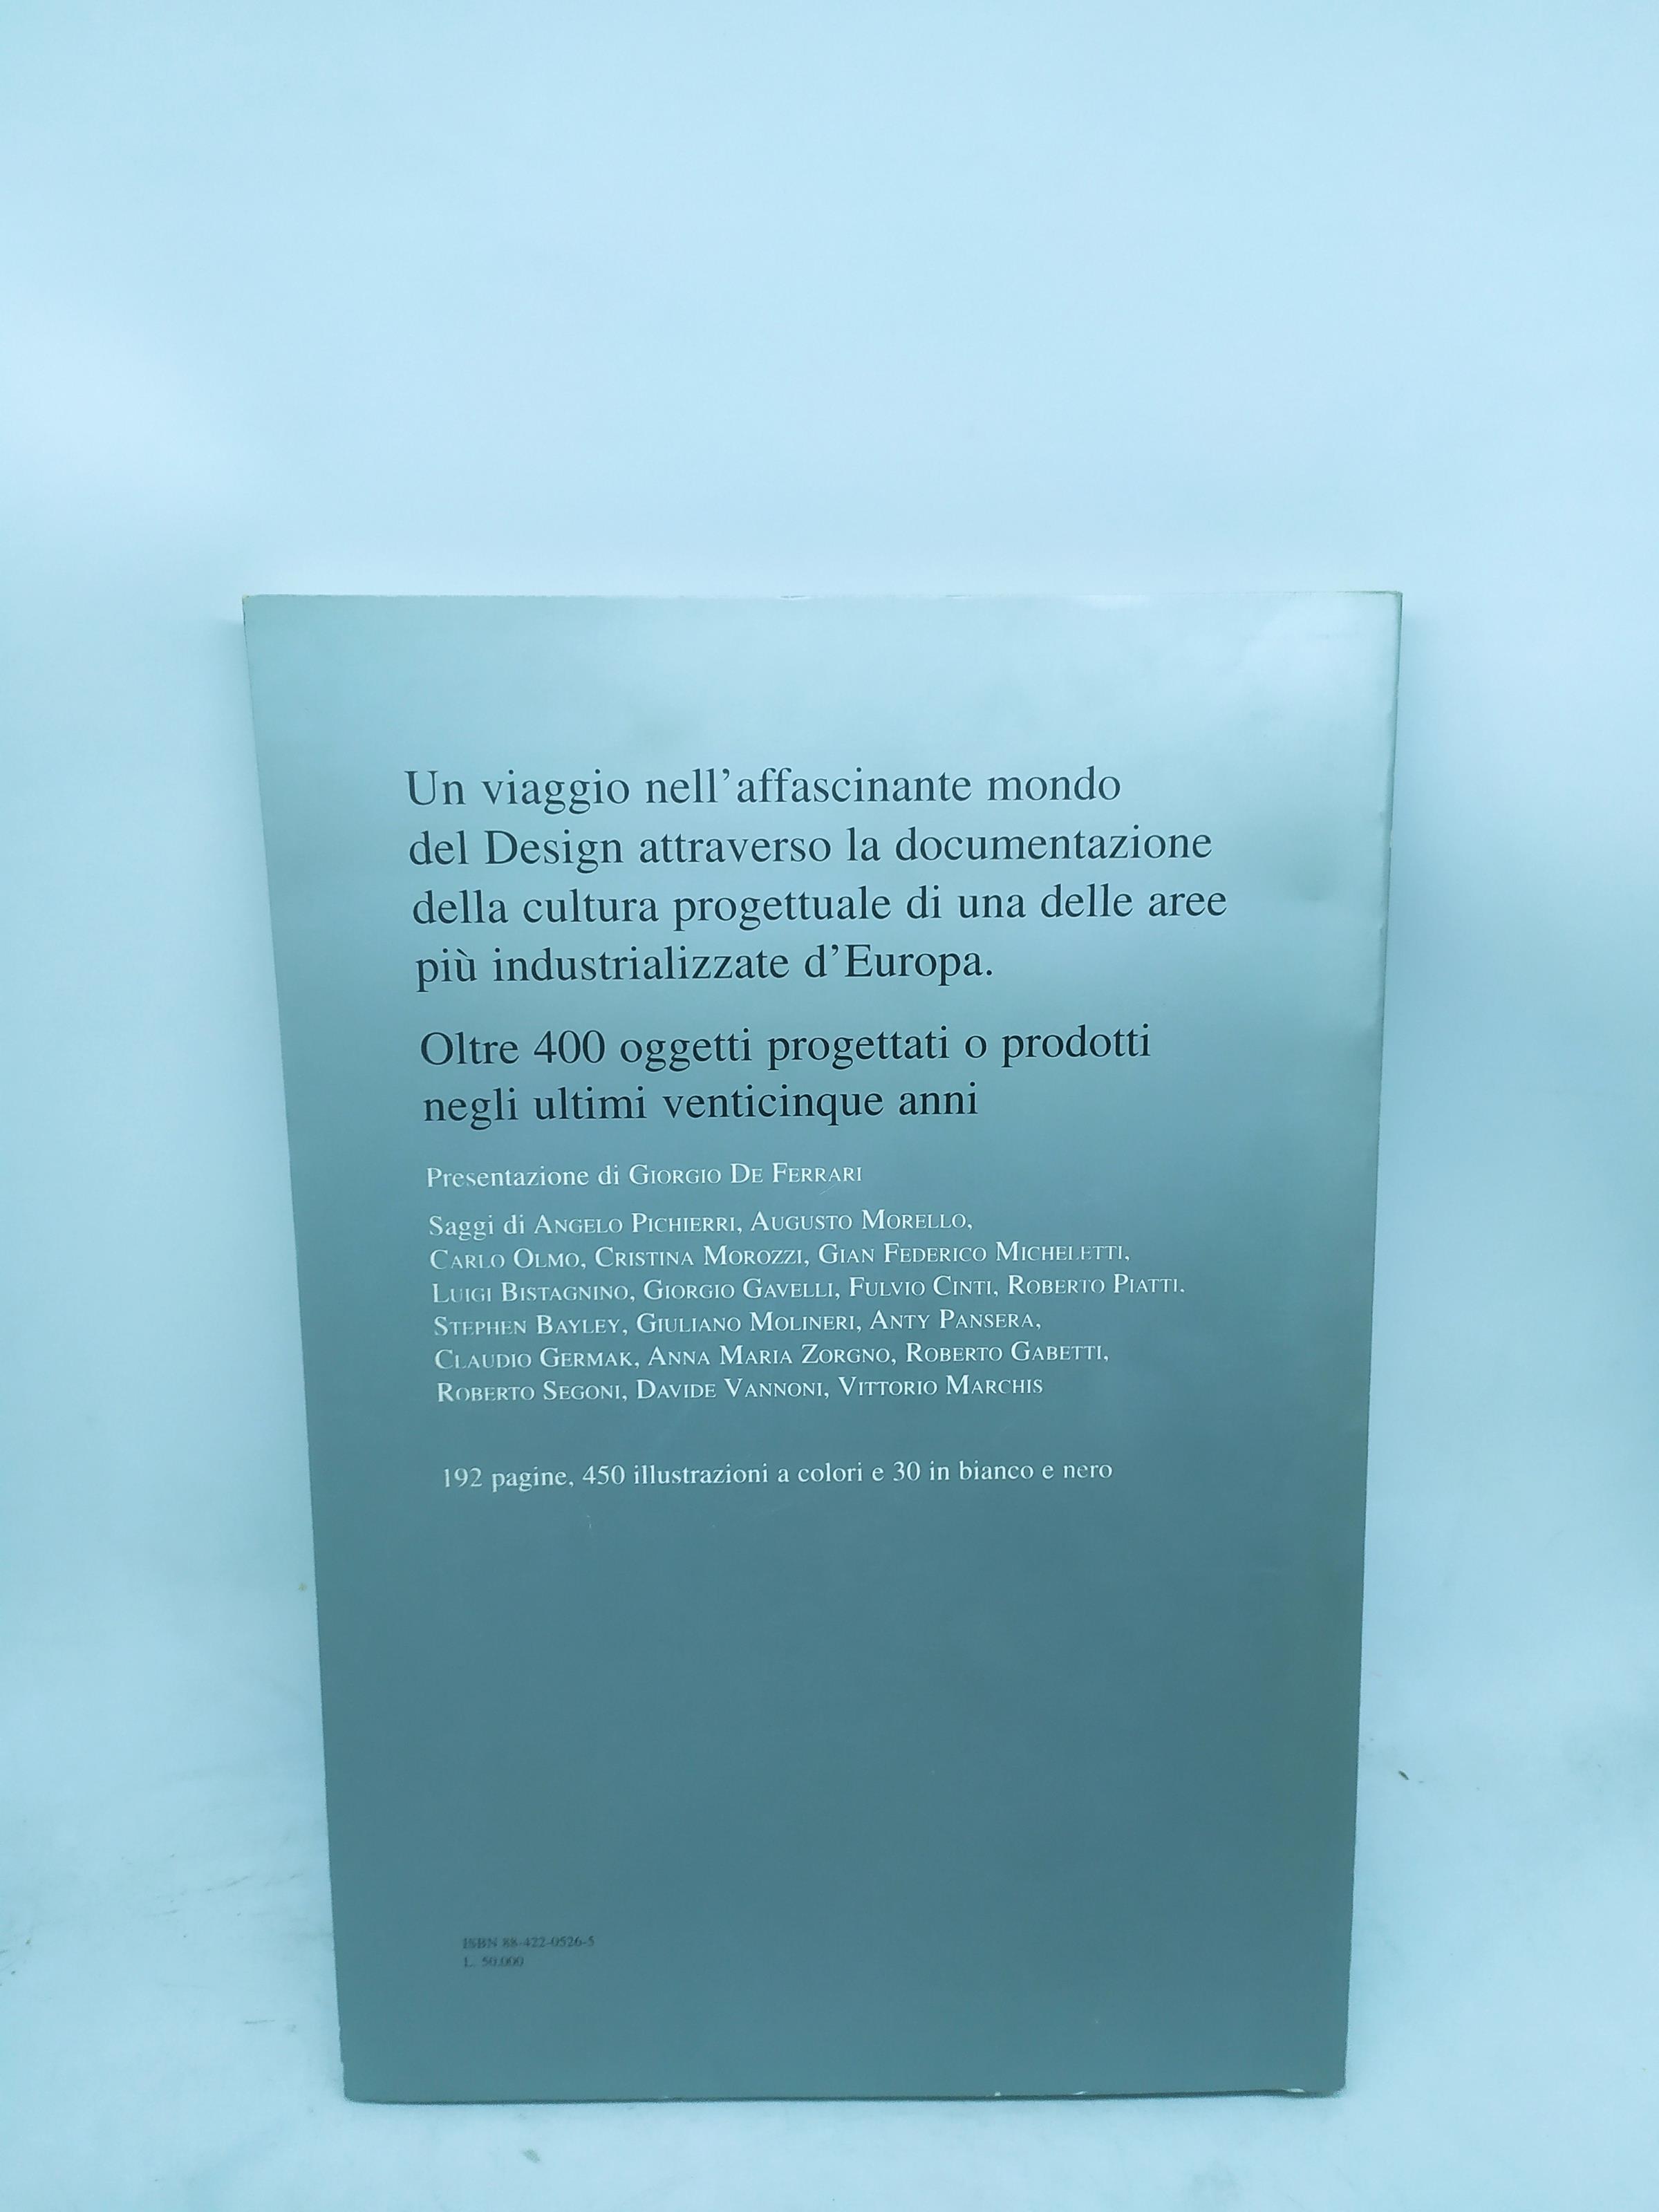 Un viaggio nell'affascinante mondo
del Design attraverso la documentazione
della cultura progettuale di una delle aree
più industrializzate d'Europa.
Oltre 400 oggetti progettati o prodotti
negli ultimi venticinque anni
Presentazione di GIORGIO DE FERRARI
Saggi di ANGELO PICHIERRI, AUGUSTO MORELLO,
CARLO OLMO, CRISTINA MOROZZI, GIAN FEDERICO MICHELETTI,
LUIGI BISTAGNINO, GIORGIO GAVELLI, FULVIO CINTI, ROBERTO PIATTI,
STEPHEN BAYLEY, GIULIANO MOLINERI, ANTY PANSERA,
CLAUDIO GERMAK, ANNA MARIA ZORGNO, ROBERTO GABETTI,
ROBERTO SEGONI, DAVIDE VANNONI, VITTORIO MARCHIS
192 pagine, 450 illustrazioni a colori e 30 in bianco e nero
ISBN 88-422-0526-5
L. 50.000